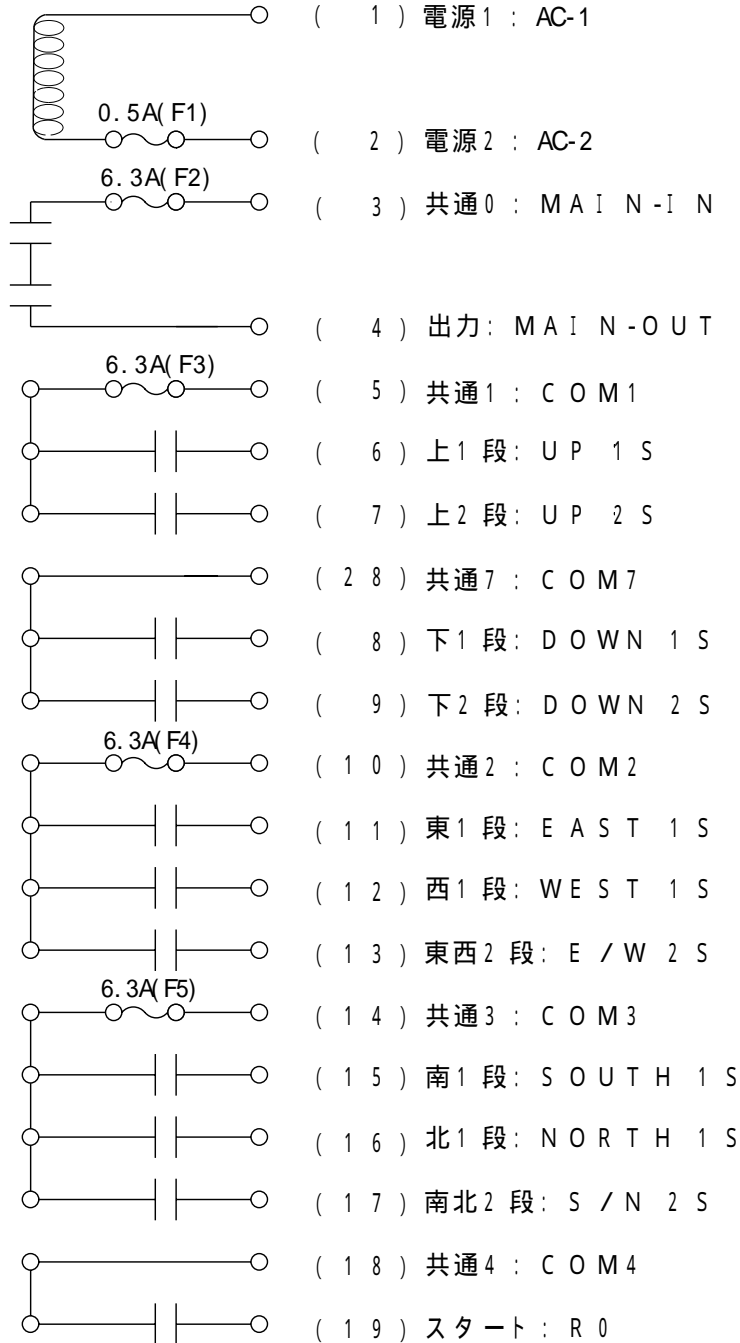 ( 1 ) 電源1 : AC-1
0.5A(F1)
( 2 ) 電源2 : AC-2
6.3A(F2)
( 3 ) 共通0 : MAIN-IN
( 4 ) 出力: MAIN-OUT
6.3A(F3)
( 5 ) 共通1 : COM1
( 6 ) 上1段: UP 1S
( 7 ) 上2段: UP 2S
(28) 共通7 : COM7
( 8 ) 下1段: DOWN 1S
( 9 ) 下2段: DOWN 2S
6.3A(F4)
(10) 共通2 : COM2
(11) 東1段: EAST 1S
(12) 西1段: WEST 1S
(13) 東西2段: E/W 2S
6.3A(F5)
(14) 共通3 : COM3
(15) 南1段: SOUTH 1S
(16) 北1段: NORTH 1S
(17) 南北2段: S/N 2S
(18) 共通4 : COM4
(19) スタート: R0